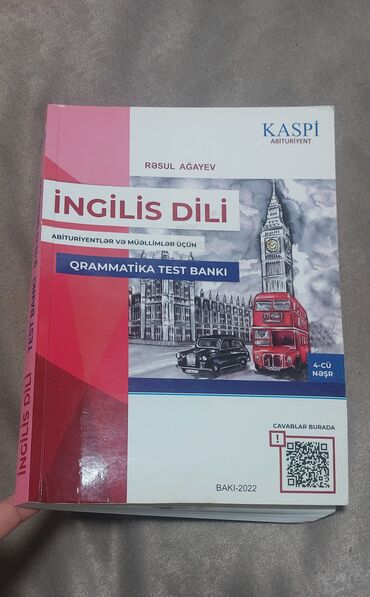 KASPİ
ABİTURİYENT
RƏSUL AĞAYEV
İNGİLİS DİLİ
ABİTURİYENTLƏR VƏ MÜƏLLİMLƏR ÜÇÜN
QRAMMATİKA TEST BANKI
4-CÜ
NƏŞR
CAVABLAR BURADA
!
BAKI-2022
İNGİLİS DİLİ
TEST BANKI